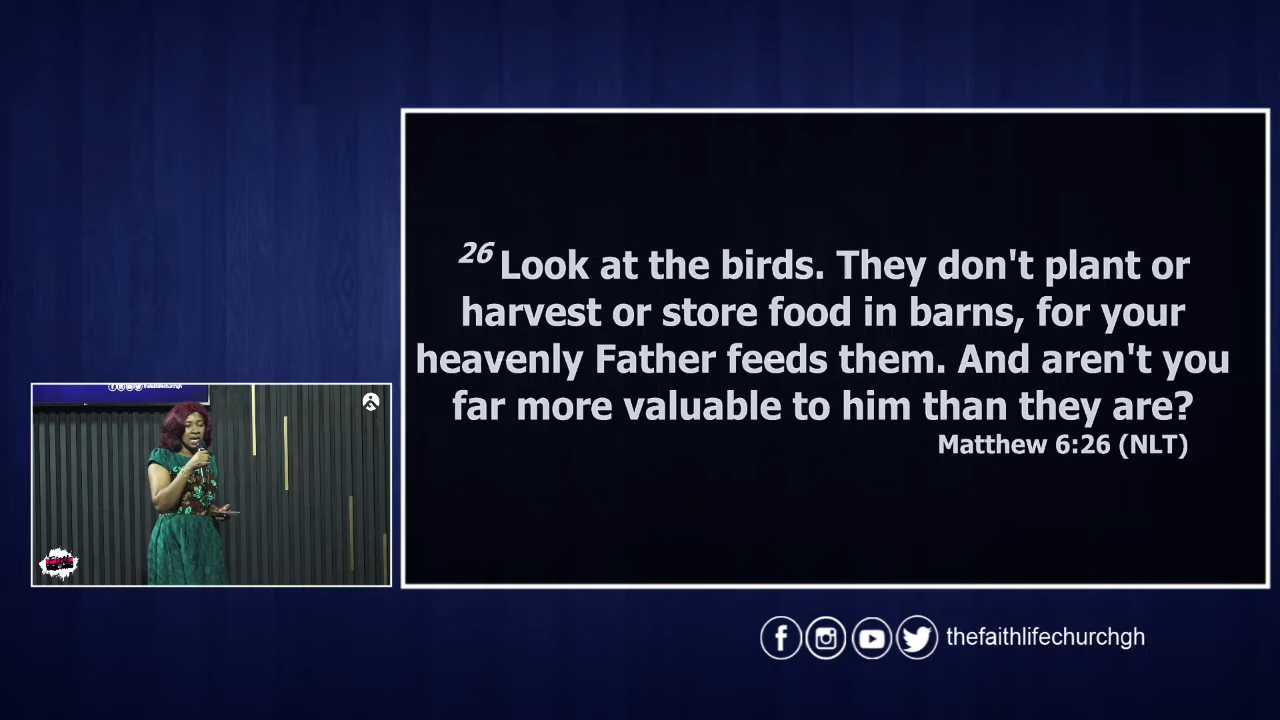 26 Look at the birds. They don't plant or
harvest or store food in barns, for your
heavenly Father feeds them. And aren't you
far more valuable to him than they are?
Matthew 6:26 (NLT)
thefaithlifechurchgh